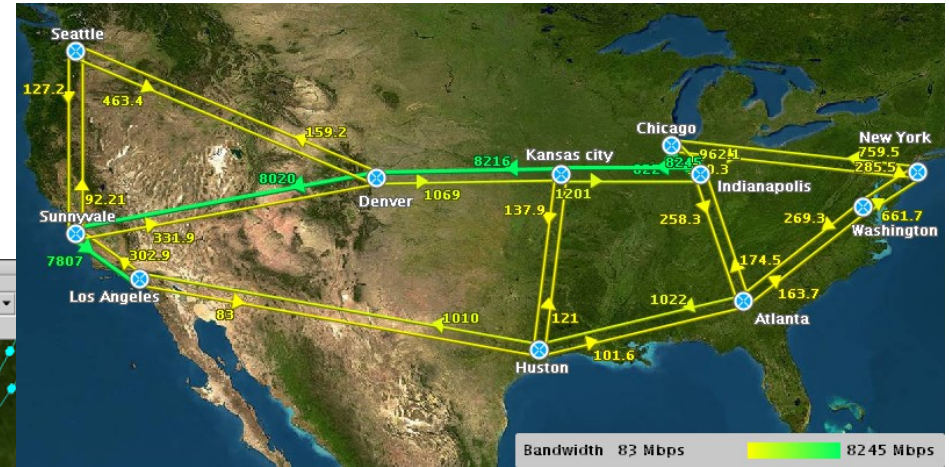 Seattle
127.2
463.4
159.2
Chicago
New York
759.5
962.1
8245
285.5
Kansas city
8216
Indianapolis
8020
Denver
1069
1201
92.21
Sunnyvale
331.9
137.9
258.3
269.3
661.7
Washington
302.9
7807
Los Angeles
83
1010
121
174.5
163.7
1022
Atlanta
101.6
Huston
Bandwidth 83 Mbps 8245 Mbps